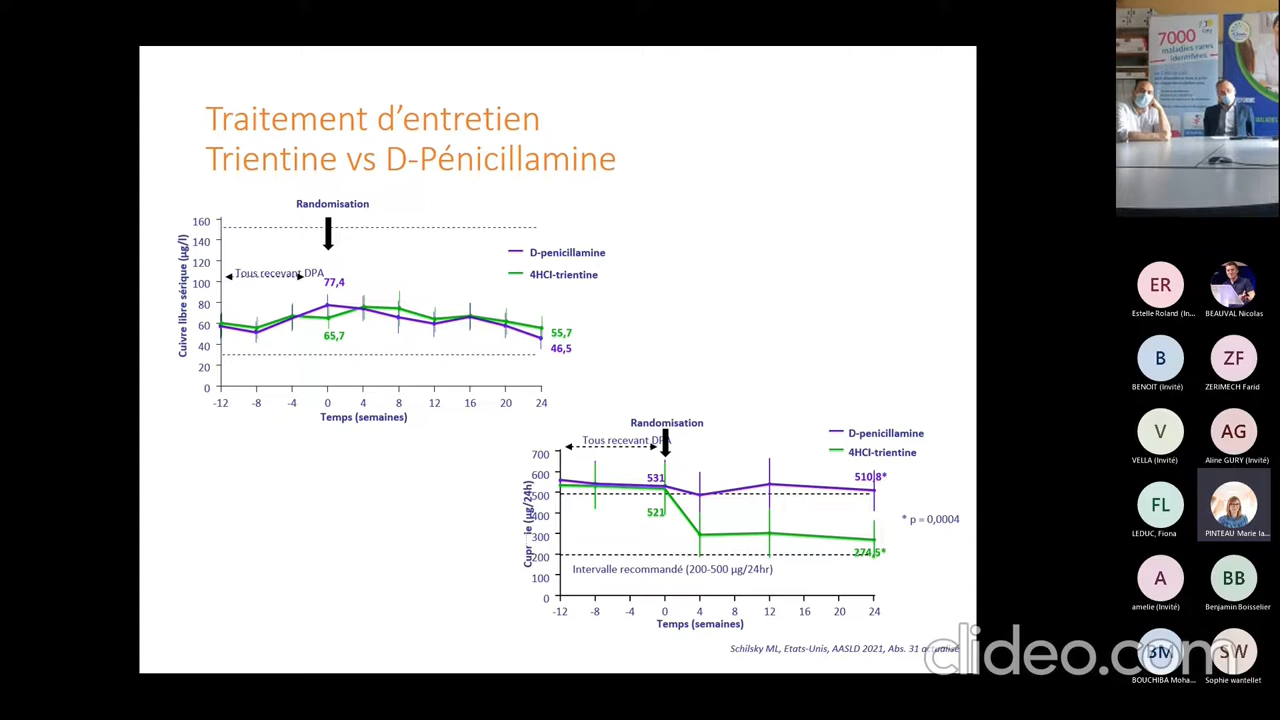 Traitement d'entretien
Trientine vs D-Pénicillamine
Randomisation
160
140
120
100
80
60
40
20
0
Cuivre libre sérique (µg/l)
Tous recevant DPA
77,4
65,7
D-penicillamine
4HCl-trientine
55,7
46,5
-12 -8 -4 0 4 8 12 16 20 24
Temps (semaines)
Randomisation
Tous recevant DPA
D-penicillamine
4HCl-trientine
700
600
500
400
300
200
100
0
(µg/24h)
531
521
510,8*
274,5*
* p = 0,0004
Intervalle recommandé (200-500 µg/24hr)
-12 -8 -4 0 4 8 12 16 20 24
Temps (semaines)
Schilsky ML, Etats-Unis, AASLD 2021, Abs. 31 actualisé
clideo.com
7000
maladies rares
identifiées
ER
Estelle Roland (In...
BEAUVAL Nicolas
B
BENOIT (Invité)
ZF
ZERIMECH Farid
V
VELLA (Invité)
AG
Aline GURY (Invité)
FL
LEDUC, Fiona
PINTEAU Marie la...
A
amelie (Invité)
BB
Benjamin Boisselier
BM
BOUCHIBA Moha...
SW
Sophie wantellet